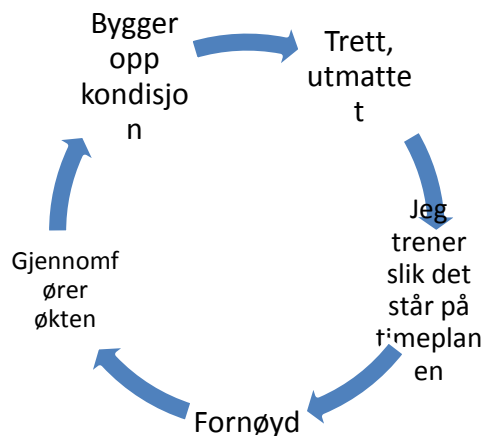 Bygger
opp
kondisjo
n
Trett,
utmatte
t
Jeg
trener
slik det
står på
timeplan
en
Fornøyd
Gjennomf
ører
økten